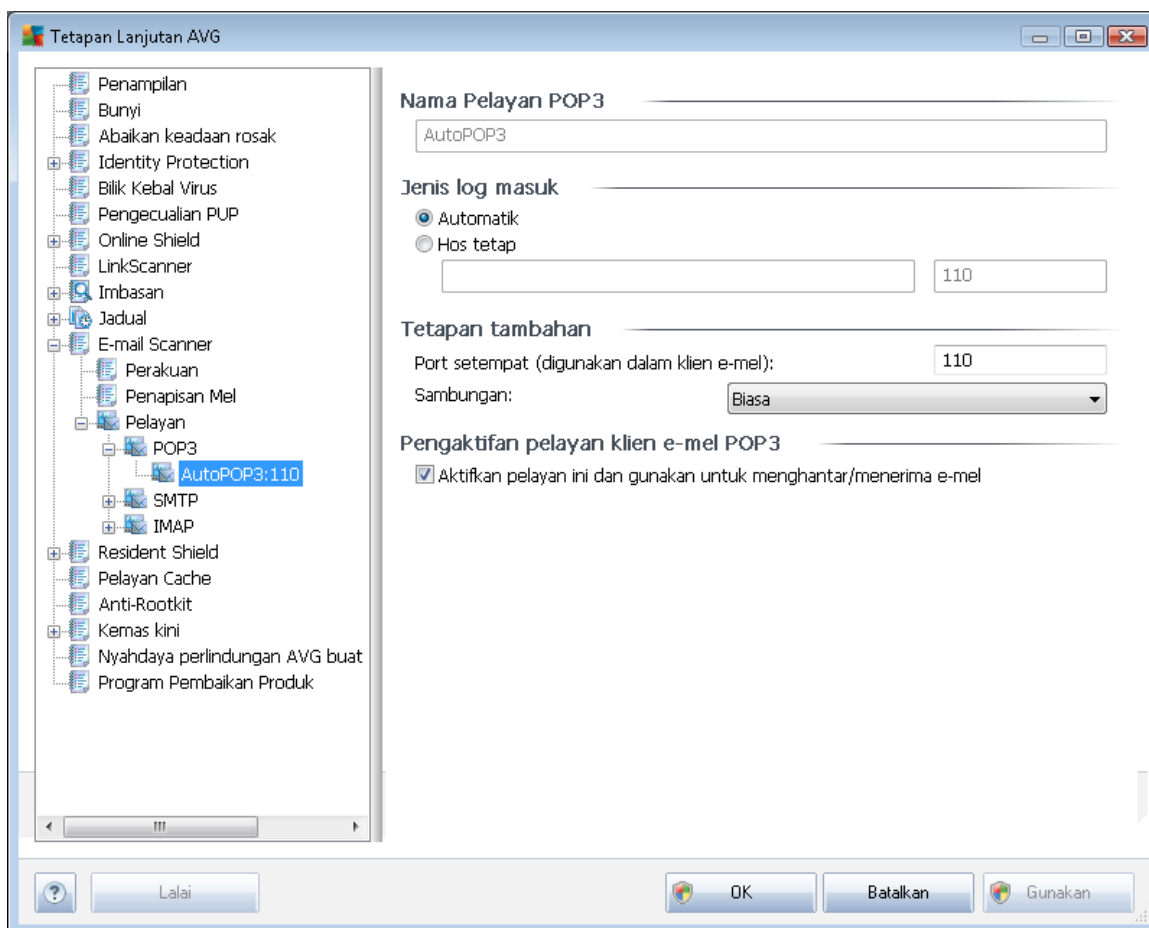 Tetapan Lanjutan AVG
Penampilan
Bunyi
Abaikan keadaan rosak
Identity Protection
Bilik Kebal Virus
Pengecualian PUP
Online Shield
LinkScanner
Imbasan
Jadual
E-mail Scanner
Perakuan
Penapisan Mel
Pelayan
POP3
AutoPOP3:110
SMTP
IMAP
Resident Shield
Pelayan Cache
Anti-Rootkit
Kemas kini
Nyahdaya perlindungan AVG buat
Program Pembaikan Produk
Nama Pelayan POP3
AutoPOP3
Jenis log masuk
Automatik
Hos tetap
110
Tetapan tambahan
Port setempat (digunakan dalam klien e-mel):
110
Sambungan:
Biasa
Pengaktifan pelayan klien e-mel POP3
Aktifkan pelayan ini dan gunakan untuk menghantar/menerima e-mel
Lalai
OK
Batalkan
Gunakan